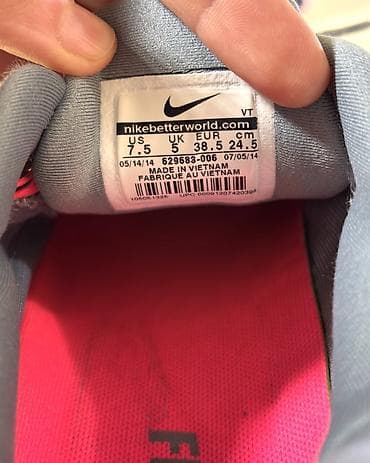 VT
nikebetterworld.com
US UK EUR cm
7.5 5 38.5 24.5
05/14/14 629683-006 07/05/14
MADE IN VIETNAM
FABRIQUE AU VIETNAM